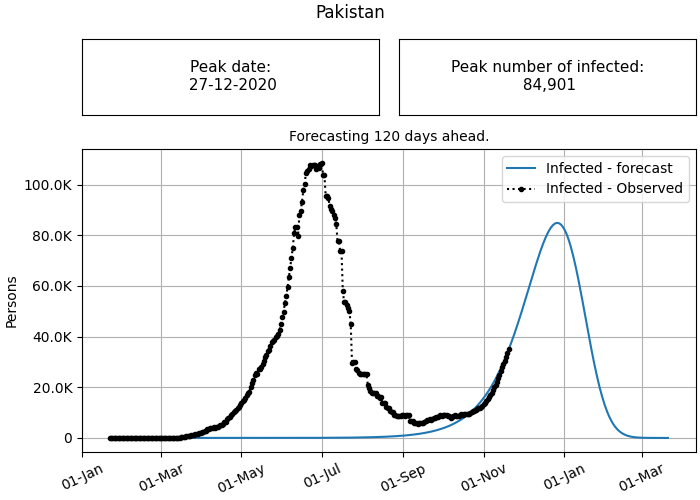 Pakistan
Peak date:
27-12-2020
Peak number of infected:
84,901
Forecasting 120 days ahead.
Infected - forecast
Infected - Observed
Persons
100.0K
80.0K
60.0K
40.0K
20.0K
0
01-Jan
01-Mar
01-May
01-Jul
01-Sep
01-Nov
01-Jan
01-Mar